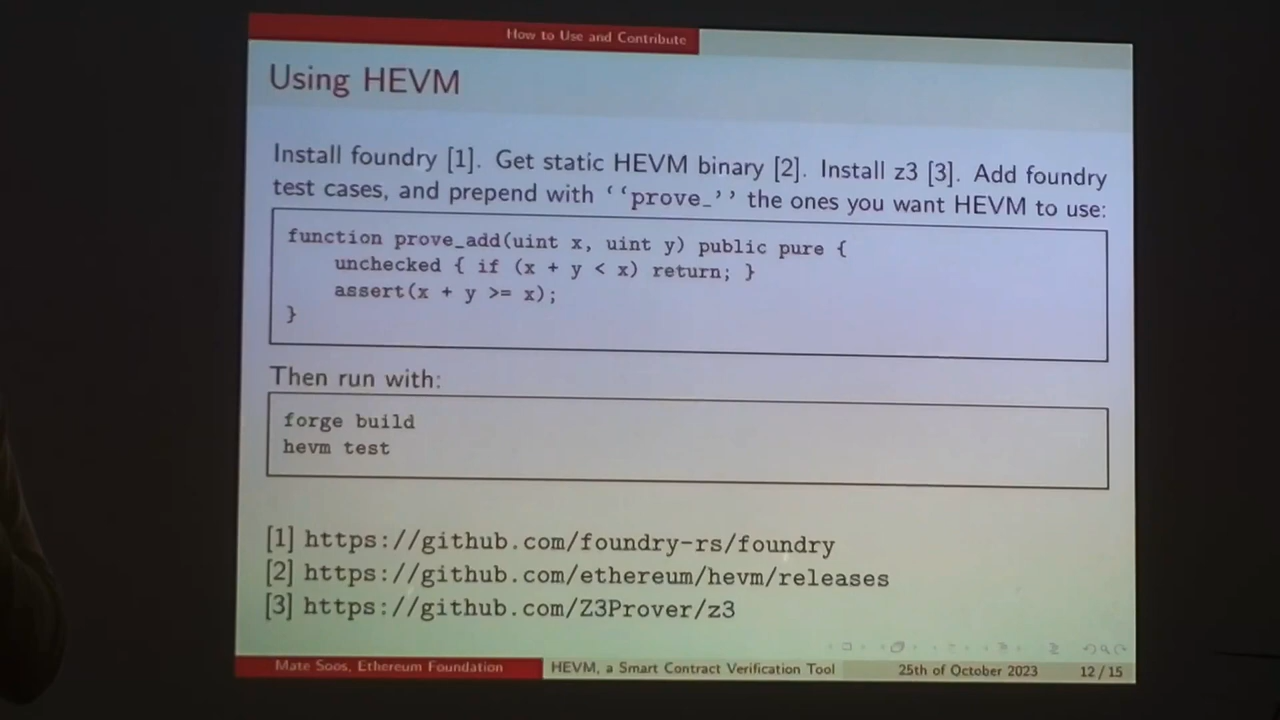 How to Use and Contribute
Using HEVM
Install foundry [1]. Get static HEVM binary [2]. Install z3 [3]. Add foundry
test cases, and prepend with ‘‘prove_’’ the ones you want HEVM to use:
function prove_add(uint x, uint y) public pure {
    unchecked { if (x + y < x) return; }
    assert(x + y >= x);
}
Then run with:
forge build
hevm test
[1] https://github.com/foundry-rs/foundry
[2] https://github.com/ethereum/hevm/releases
[3] https://github.com/Z3Prover/z3
Mate Soos, Ethereum Foundation HEVM, a Smart Contract Verification Tool 25th of October 2023 12 / 15